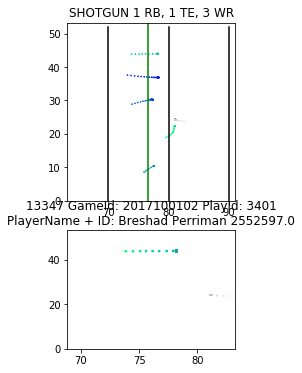 SHOTGUN 1 RB, 1 TE, 3 WR
50
40
30
20
10
0
70 80 90
13347 GameId: 2017100102 PlayId: 3401
PlayerName + ID: Breshad Perriman 2552597.0
40
20
0
70 75 80